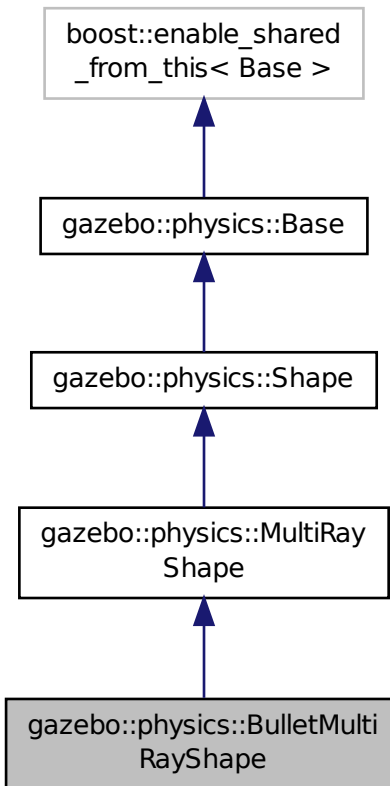 boost::enable_shared
_from_this< Base >
gazebo::physics::Base
gazebo::physics::Shape
gazebo::physics::MultiRay
Shape
gazebo::physics::BulletMulti
RayShape